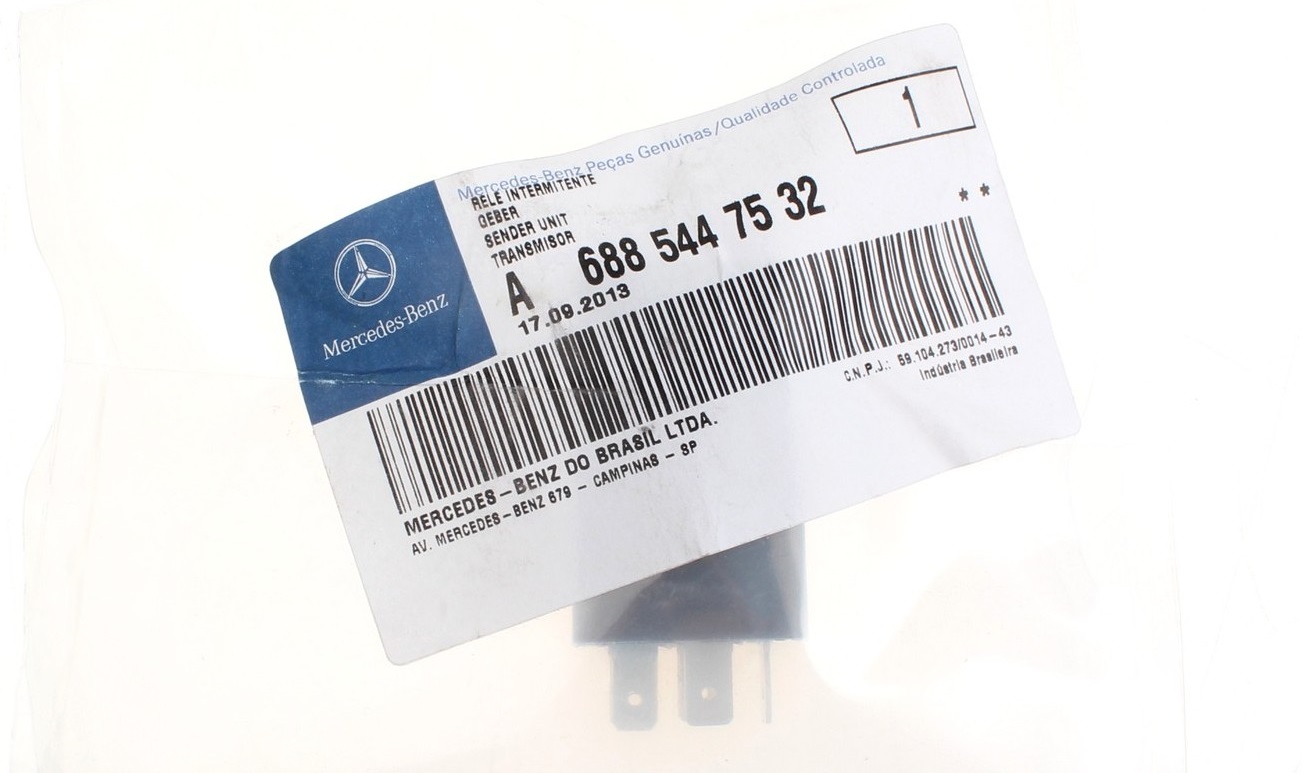 Mercedes-Benz Peças Genuínas/Qualidade Controlada
1
RELE INTERMITENTE
GEBER
SENDER UNIT
TRANSMISOR
A 688 544 75 32
17.09.2013
**
Mercedes-Benz
C.N.P.J.: 59.104.273/0014-43
Indústria Brasileira
MERCEDES-BENZ DO BRASIL LTDA.
AV. MERCEDES-BENZ 679 - CAMPINAS - SP